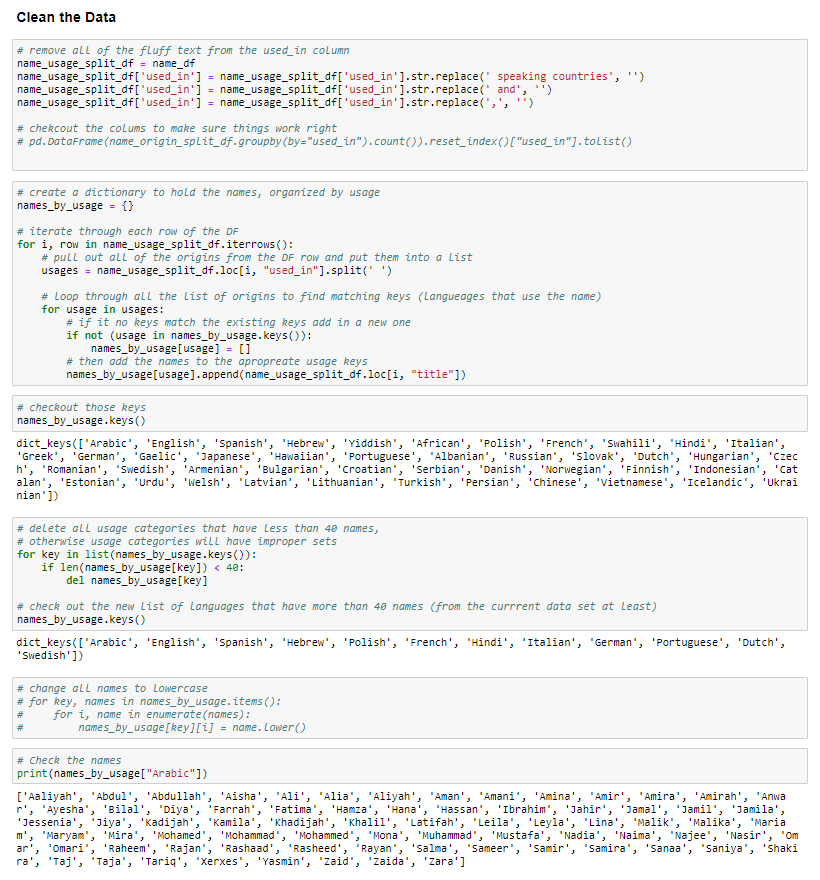 Clean the Data
# remove all of the fluff text from the used_in column
name_usage_split_df = name_df
name_usage_split_df['used_in'] = name_usage_split_df['used_in'].str.replace(' speaking countries', '')
name_usage_split_df['used_in'] = name_usage_split_df['used_in'].str.replace(' and', '')
name_usage_split_df['used_in'] = name_usage_split_df['used_in'].str.replace(',', '')
# chekcout the colums to make sure things work right
# pd.DataFrame(name_origin_split_df.groupby(by="used_in").count()).reset_index()["used_in"].tolist()
# create a dictionary to hold the names, organized by usage
names_by_usage = {}
# iterate through each row of the DF
for i, row in name_usage_split_df.iterrows():
    # pull out all of the origins from the DF row and put them into a list
    usages = name_usage_split_df.loc[i, "used_in"].split(' ')
    # loop through all the list of origins to find matching keys (langueages that use the name)
    for usage in usages:
        # if it no keys match the existing keys add in a new one
        if not (usage in names_by_usage.keys()):
            names_by_usage[usage] = []
        # then add the names to the apropreate usage keys
        names_by_usage[usage].append(name_usage_split_df.loc[i, "title"])
# checkout those keys
names_by_usage.keys()
dict_keys(['Arabic', 'English', 'Spanish', 'Hebrew', 'Yiddish', 'African', 'Polish', 'French', 'Swahili', 'Hindi', 'Italian',
'Greek', 'German', 'Gaelic', 'Japanese', 'Hawaiian', 'Portuguese', 'Albanian', 'Russian', 'Slovak', 'Dutch', 'Hungarian', 'Czec
h', 'Romanian', 'Swedish', 'Armenian', 'Bulgarian', 'Croatian', 'Serbian', 'Danish', 'Norwegian', 'Finnish', 'Indonesian', 'Cat
alan', 'Estonian', 'Urdu', 'Welsh', 'Latvian', 'Lithuanian', 'Turkish', 'Persian', 'Chinese', 'Vietnamese', 'Icelandic', 'Ukrai
nian'])
# delete all usage categories that have less than 40 names,
# otherwise usage categories will have improper sets
for key in list(names_by_usage.keys()):
    if len(names_by_usage[key]) < 40:
        del names_by_usage[key]
# check out the new list of languages that have more than 40 names (from the currrent data set at least)
names_by_usage.keys()
dict_keys(['Arabic', 'English', 'Spanish', 'Hebrew', 'Polish', 'French', 'Hindi', 'Italian', 'German', 'Portuguese', 'Dutch',
'Swedish'])
# change all names to lowercase
# for key, names in names_by_usage.items():
#     for i, name in enumerate(names):
#         names_by_usage[key][i] = name.lower()
# Check the names
print(names_by_usage["Arabic"])
['Aaliyah', 'Abdul', 'Abdullah', 'Aisha', 'Ali', 'Alia', 'Aliyah', 'Aman', 'Amani', 'Amina', 'Amir', 'Amira', 'Amirah', 'Anwa
r', 'Ayesha', 'Bilal', 'Diya', 'Farrah', 'Fatima', 'Hamza', 'Hana', 'Hassan', 'Ibrahim', 'Jahir', 'Jamal', 'Jamil', 'Jamila',
'Jessenia', 'Jiya', 'Kadijah', 'Kamila', 'Khadijah', 'Khalil', 'Latifah', 'Leila', 'Leyla', 'Lina', 'Malik', 'Malika', 'Maria
m', 'Maryam', 'Mira', 'Mohamed', 'Mohammad', 'Mohammed', 'Mona', 'Muhammad', 'Mustafa', 'Nadia', 'Naima', 'Najee', 'Nasir', 'Om
ar', 'Omari', 'Raheem', 'Rajan', 'Rashaad', 'Rasheed', 'Rayan', 'Salma', 'Sameer', 'Samir', 'Samira', 'Sanaa', 'Saniya', 'Shaki
ra', 'Taj', 'Taja', 'Tariq', 'Xerxes', 'Yasmin', 'Zaid', 'Zaida', 'Zara']